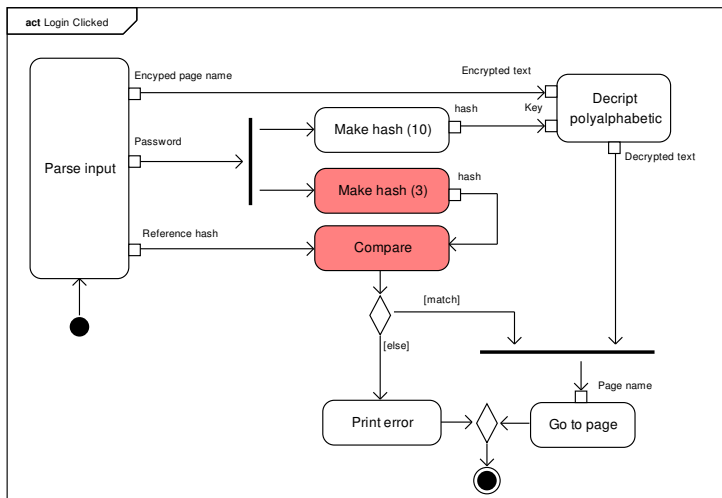 act Login Clicked
Encyped page name
Encrypted text
Decript
polyalphabetic
hash
Key
Make hash (10)
Password
Decrypted text
Parse input
hash
Make hash (3)
Reference hash
Compare
[match]
[else]
Page name
Print error
Go to page